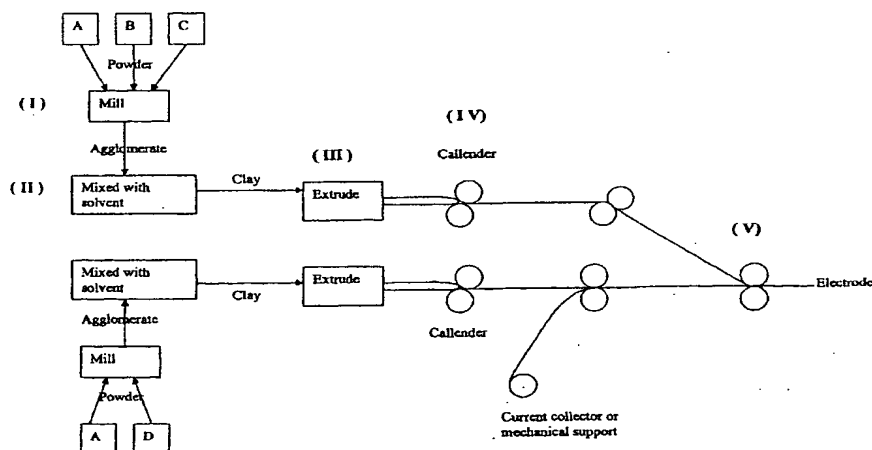 A B C
Powder
( I ) Mill
Agglomerate
( II ) Mixed with
solvent
Clay
( III )
Extrude
( I V )
Callender
( V )
Electrode
Mixed with
solvent
Clay
Extrude
Callender
Agglomerate
Mill
Powder
A D
Current collector or
mechanical support